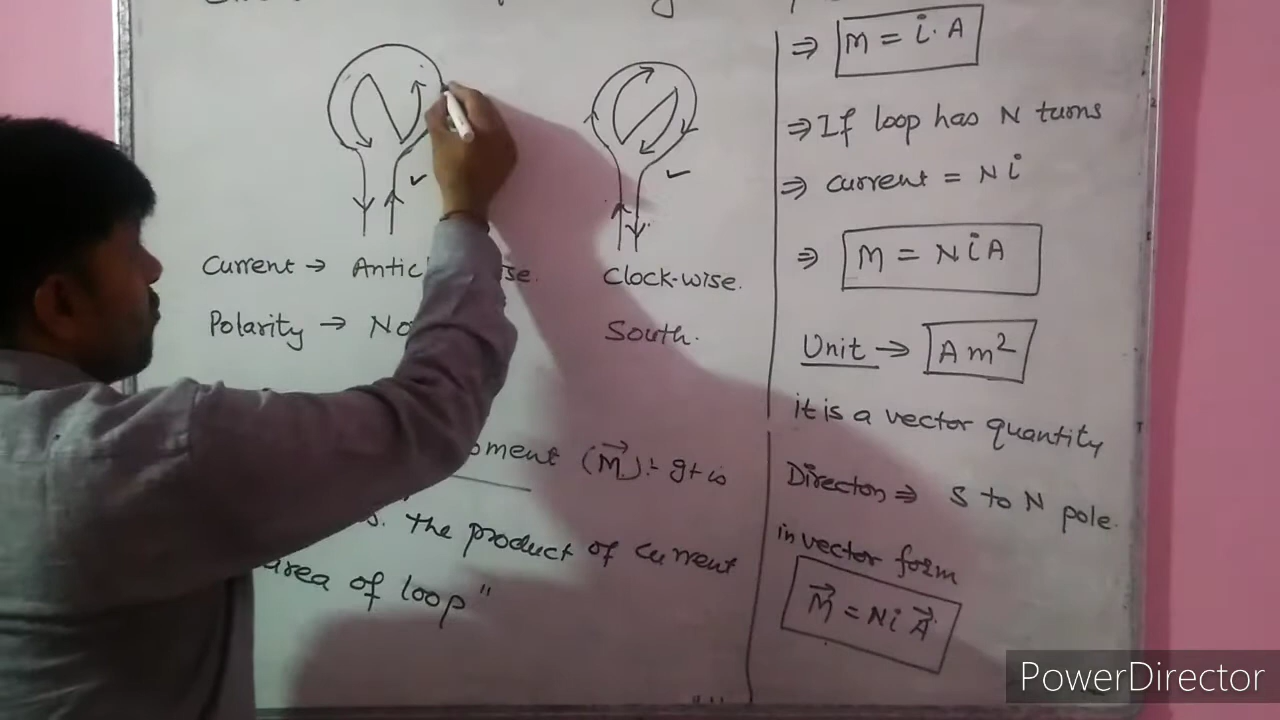 N
S
Current → Antic se.
Clock-wise.
Polarity → No
South.
oment (M⃗) :- It is
the product of current
area of loop"
⇒ M = i . A
⇒ If loop has N turns
⇒ current = N i
⇒ M = N i A
Unit → A m²
it is a vector quantity
Directon ⇒ S to N pole.
in vector form
M⃗ = N i A⃗
PowerDirector